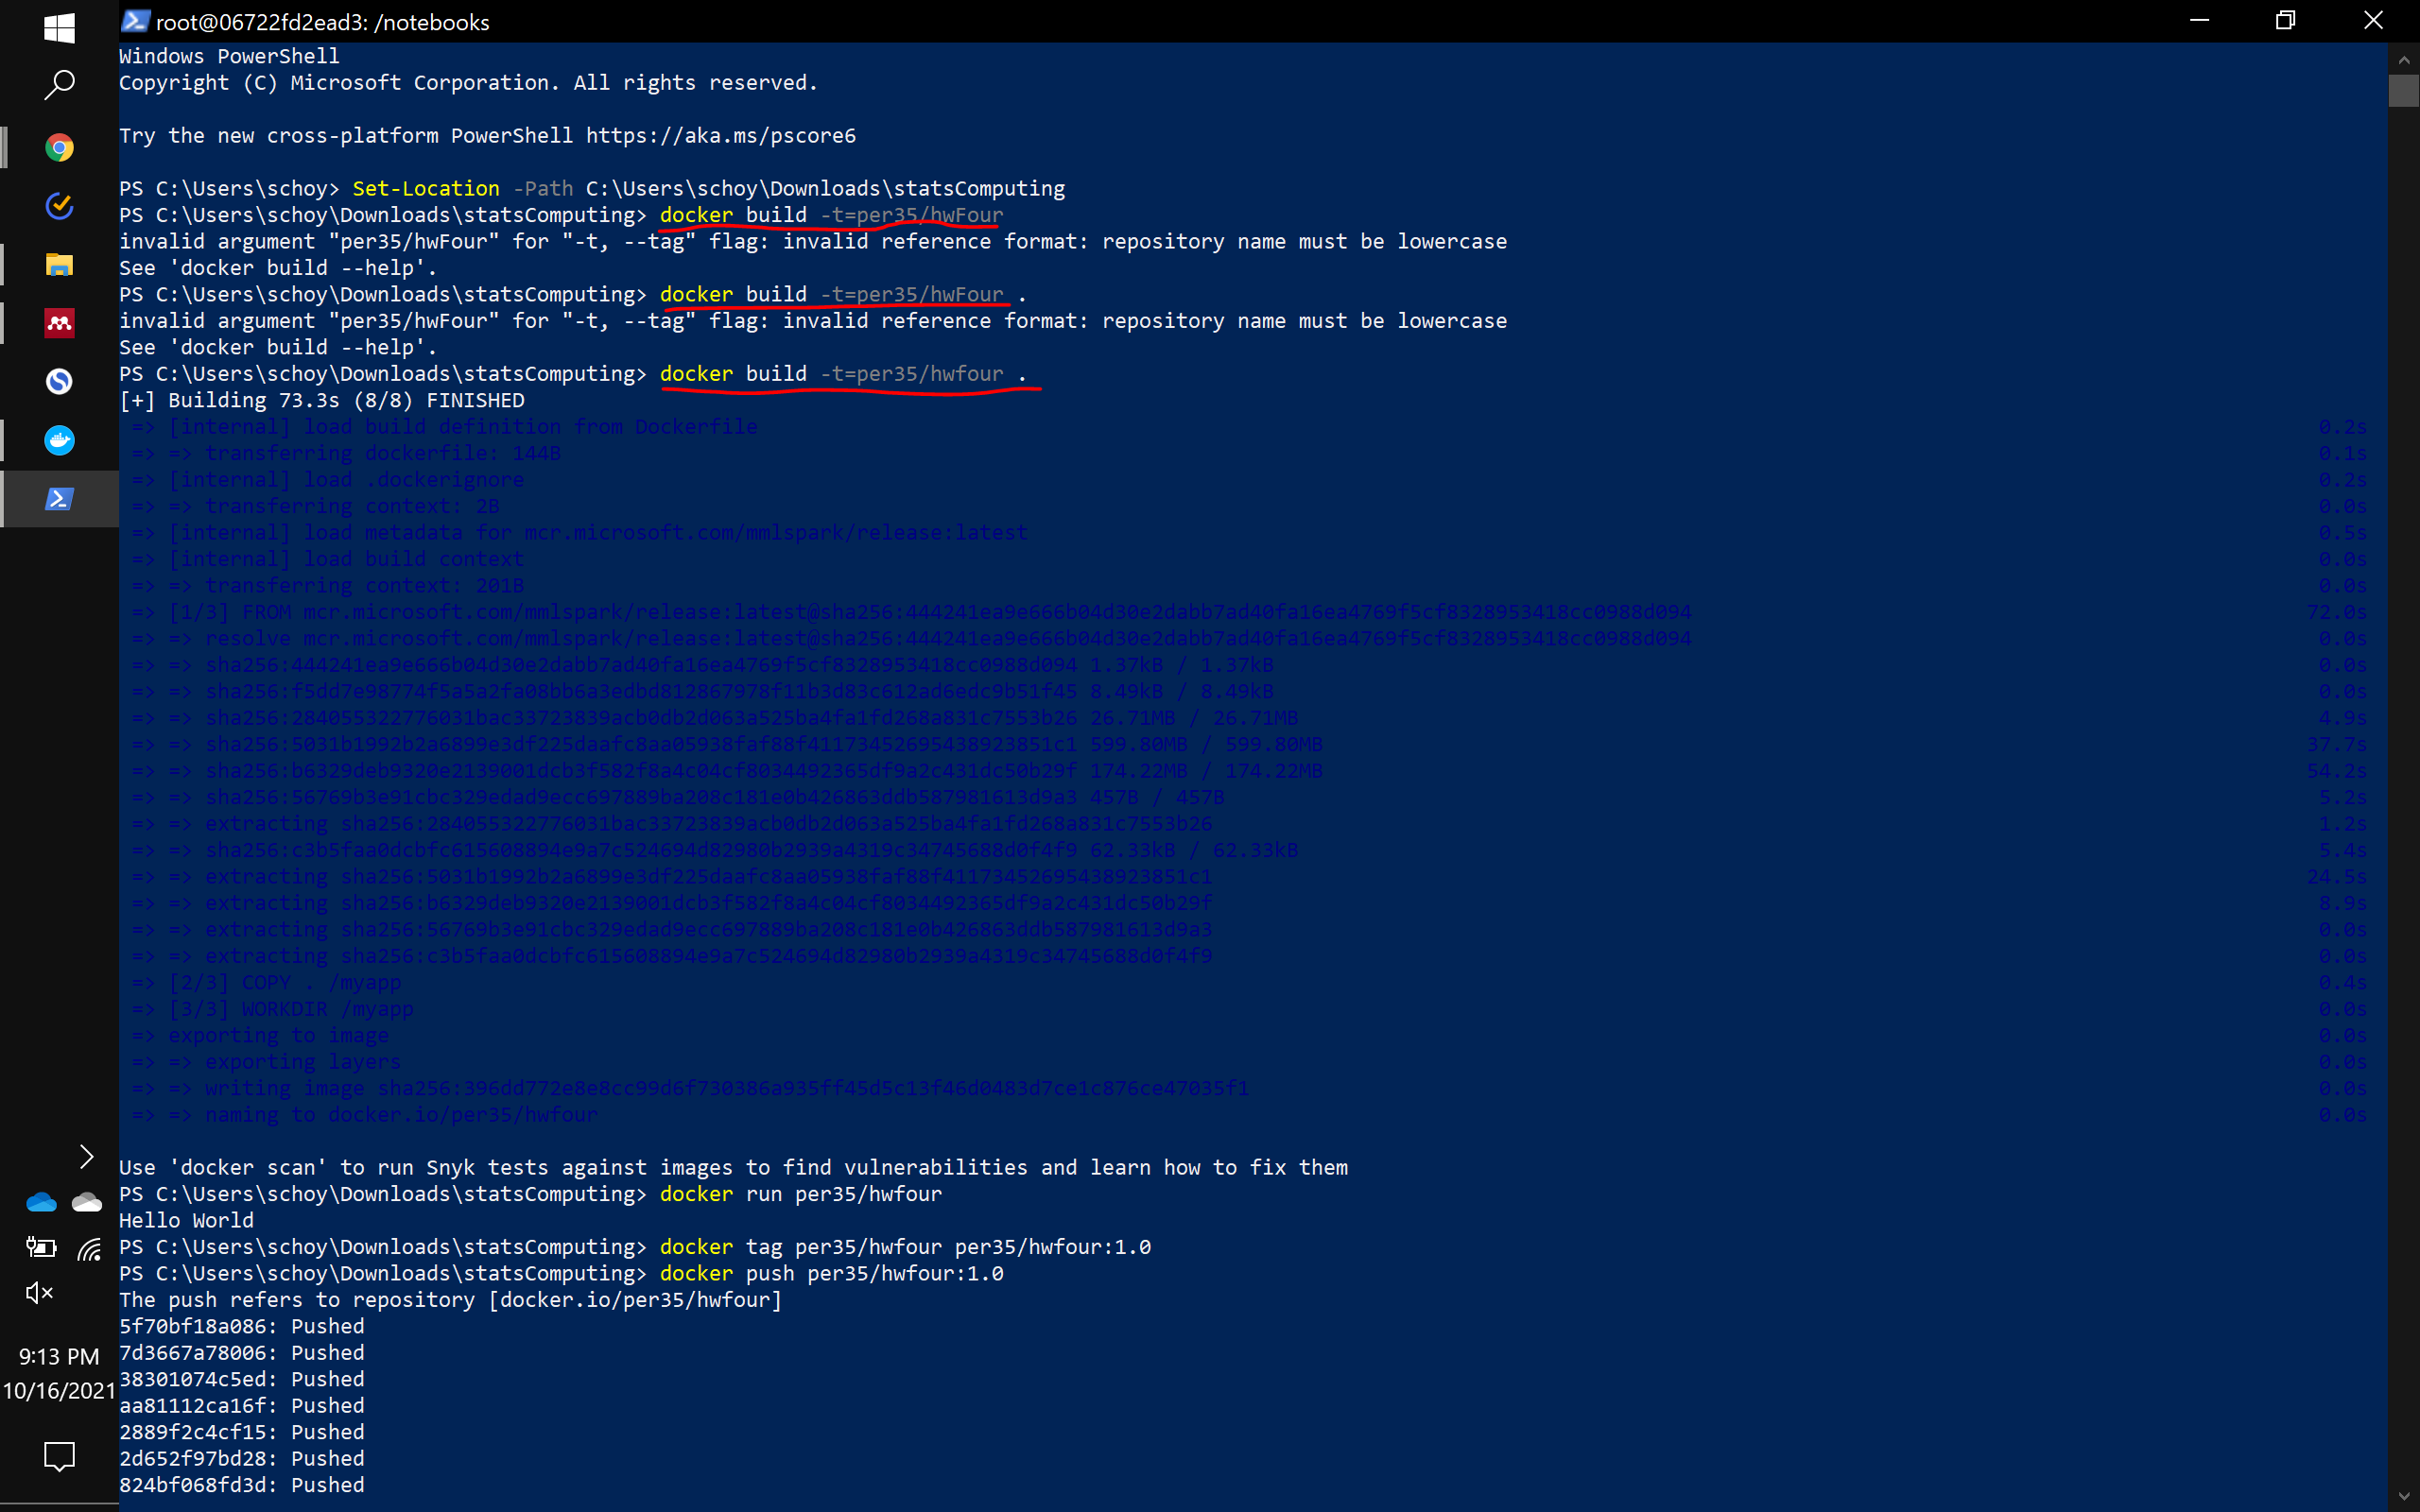 root@06722fd2ead3: /notebooks
Windows PowerShell
Copyright (C) Microsoft Corporation. All rights reserved.
Try the new cross-platform PowerShell https://aka.ms/pscore6
PS C:\Users\schoy> Set-Location -Path C:\Users\schoy\Downloads\statsComputing
PS C:\Users\schoy\Downloads\statsComputing> docker build -t=per35/hwFour
invalid argument "per35/hwFour" for "-t, --tag" flag: invalid reference format: repository name must be lowercase
See 'docker build --help'.
PS C:\Users\schoy\Downloads\statsComputing> docker build -t=per35/hwFour .
invalid argument "per35/hwFour" for "-t, --tag" flag: invalid reference format: repository name must be lowercase
See 'docker build --help'.
PS C:\Users\schoy\Downloads\statsComputing> docker build -t=per35/hwfour .
[+] Building 73.3s (8/8) FINISHED
=> [internal] load build definition from Dockerfile 0.2s
=> => transferring dockerfile: 144B 0.1s
=> [internal] load .dockerignore 0.2s
=> => transferring context: 2B 0.0s
=> [internal] load metadata for mcr.microsoft.com/mmlspark/release:latest 0.5s
=> [internal] load build context 0.0s
=> => transferring context: 201B 0.0s
=> [1/3] FROM mcr.microsoft.com/mmlspark/release:latest@sha256:444241ea9e666b04d30e2dabb7ad40fa16ea4769f5cf8328953418cc0988d094 72.0s
=> => resolve mcr.microsoft.com/mmlspark/release:latest@sha256:444241ea9e666b04d30e2dabb7ad40fa16ea4769f5cf8328953418cc0988d094 0.0s
=> => sha256:444241ea9e666b04d30e2dabb7ad40fa16ea4769f5cf8328953418cc0988d094 1.37kB / 1.37kB 0.0s
=> => sha256:f5dd7e98774f5a5a2fa08bb6a3edbd812867978f11b3d83c612ad6edc9b51f45 8.49kB / 8.49kB 0.0s
=> => sha256:284055322776031bac33723839acb0db2d063a525ba4fa1fd268a831c7553b26 26.71MB / 26.71MB 4.9s
=> => sha256:5031b1992b2a6899e3df225daafc8aa05938faf88f41173452695438923851c1 599.80MB / 599.80MB 37.7s
=> => sha256:b6329deb9320e2139001dcb3f582f8a4c04cf8034492365df9a2c431dc50b29f 174.22MB / 174.22MB 54.2s
=> => sha256:56769b3e91cbc329edad9ecc697889ba208c181e0b426863ddb587981613d9a3 457B / 457B 5.2s
=> => extracting sha256:284055322776031bac33723839acb0db2d063a525ba4fa1fd268a831c7553b26 1.2s
=> => sha256:c3b5faa0dcbfc615608894e9a7c524694d82980b2939a4319c34745688d0f4f9 62.33kB / 62.33kB 5.4s
=> => extracting sha256:5031b1992b2a6899e3df225daafc8aa05938faf88f41173452695438923851c1 24.5s
=> => extracting sha256:b6329deb9320e2139001dcb3f582f8a4c04cf8034492365df9a2c431dc50b29f 8.9s
=> => extracting sha256:56769b3e91cbc329edad9ecc697889ba208c181e0b426863ddb587981613d9a3 0.0s
=> => extracting sha256:c3b5faa0dcbfc615608894e9a7c524694d82980b2939a4319c34745688d0f4f9 0.0s
=> [2/3] COPY . /myapp 0.4s
=> [3/3] WORKDIR /myapp 0.0s
=> exporting to image 0.0s
=> => exporting layers 0.0s
=> => writing image sha256:396dd772e8e8cc99d6f730386a935ff45d5c13f46d0483d7ce1c876ce47035f1 0.0s
=> => naming to docker.io/per35/hwfour 0.0s
Use 'docker scan' to run Snyk tests against images to find vulnerabilities and learn how to fix them
PS C:\Users\schoy\Downloads\statsComputing> docker run per35/hwfour
Hello World
PS C:\Users\schoy\Downloads\statsComputing> docker tag per35/hwfour per35/hwfour:1.0
PS C:\Users\schoy\Downloads\statsComputing> docker push per35/hwfour:1.0
The push refers to repository [docker.io/per35/hwfour]
5f70bf18a086: Pushed
7d3667a78006: Pushed
38301074c5ed: Pushed
aa81112ca16f: Pushed
2889f2c4cf15: Pushed
2d652f97bd28: Pushed
824bf068fd3d: Pushed
9:13 PM
10/16/2021